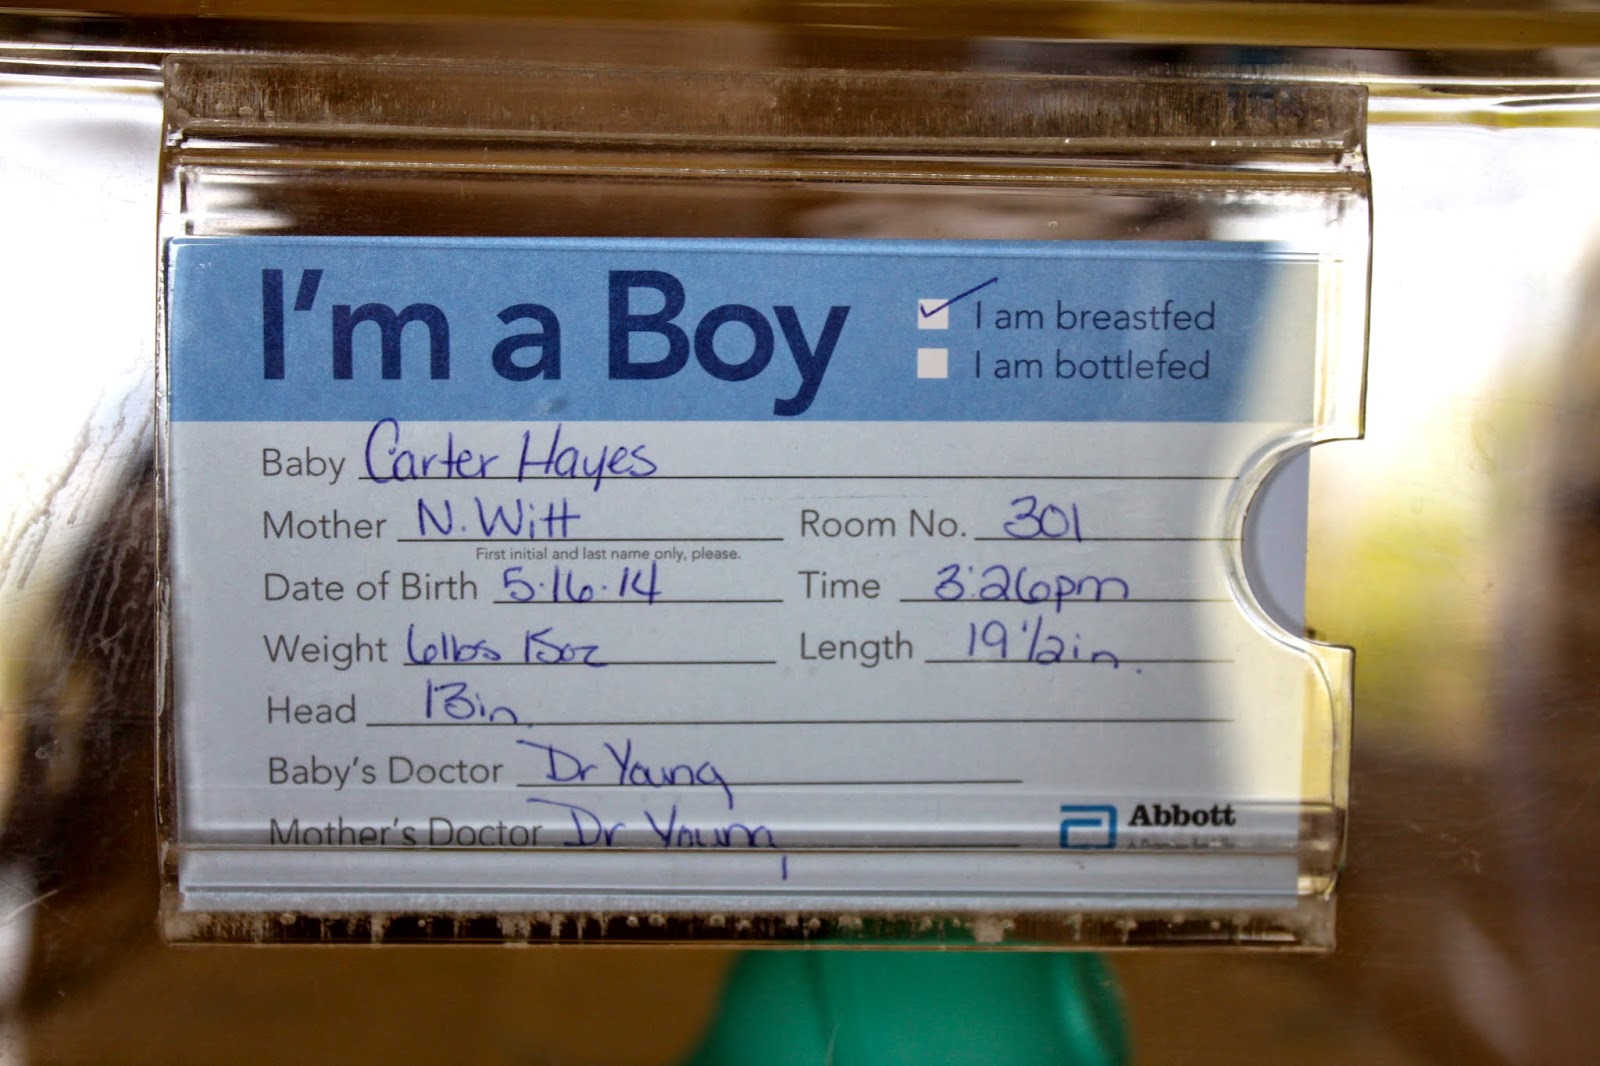 I'm a Boy
I am breastfed
I am bottlefed
Baby Carter Hayes
Mother N. Witt Room No. 301
First initial and last name only, please.
Date of Birth 5·16·14 Time 3:26pm
Weight 6lbs 15oz Length 19 1/2in.
Head 13in.
Baby's Doctor Dr Young
Mother's Doctor Dr Young
Abbott